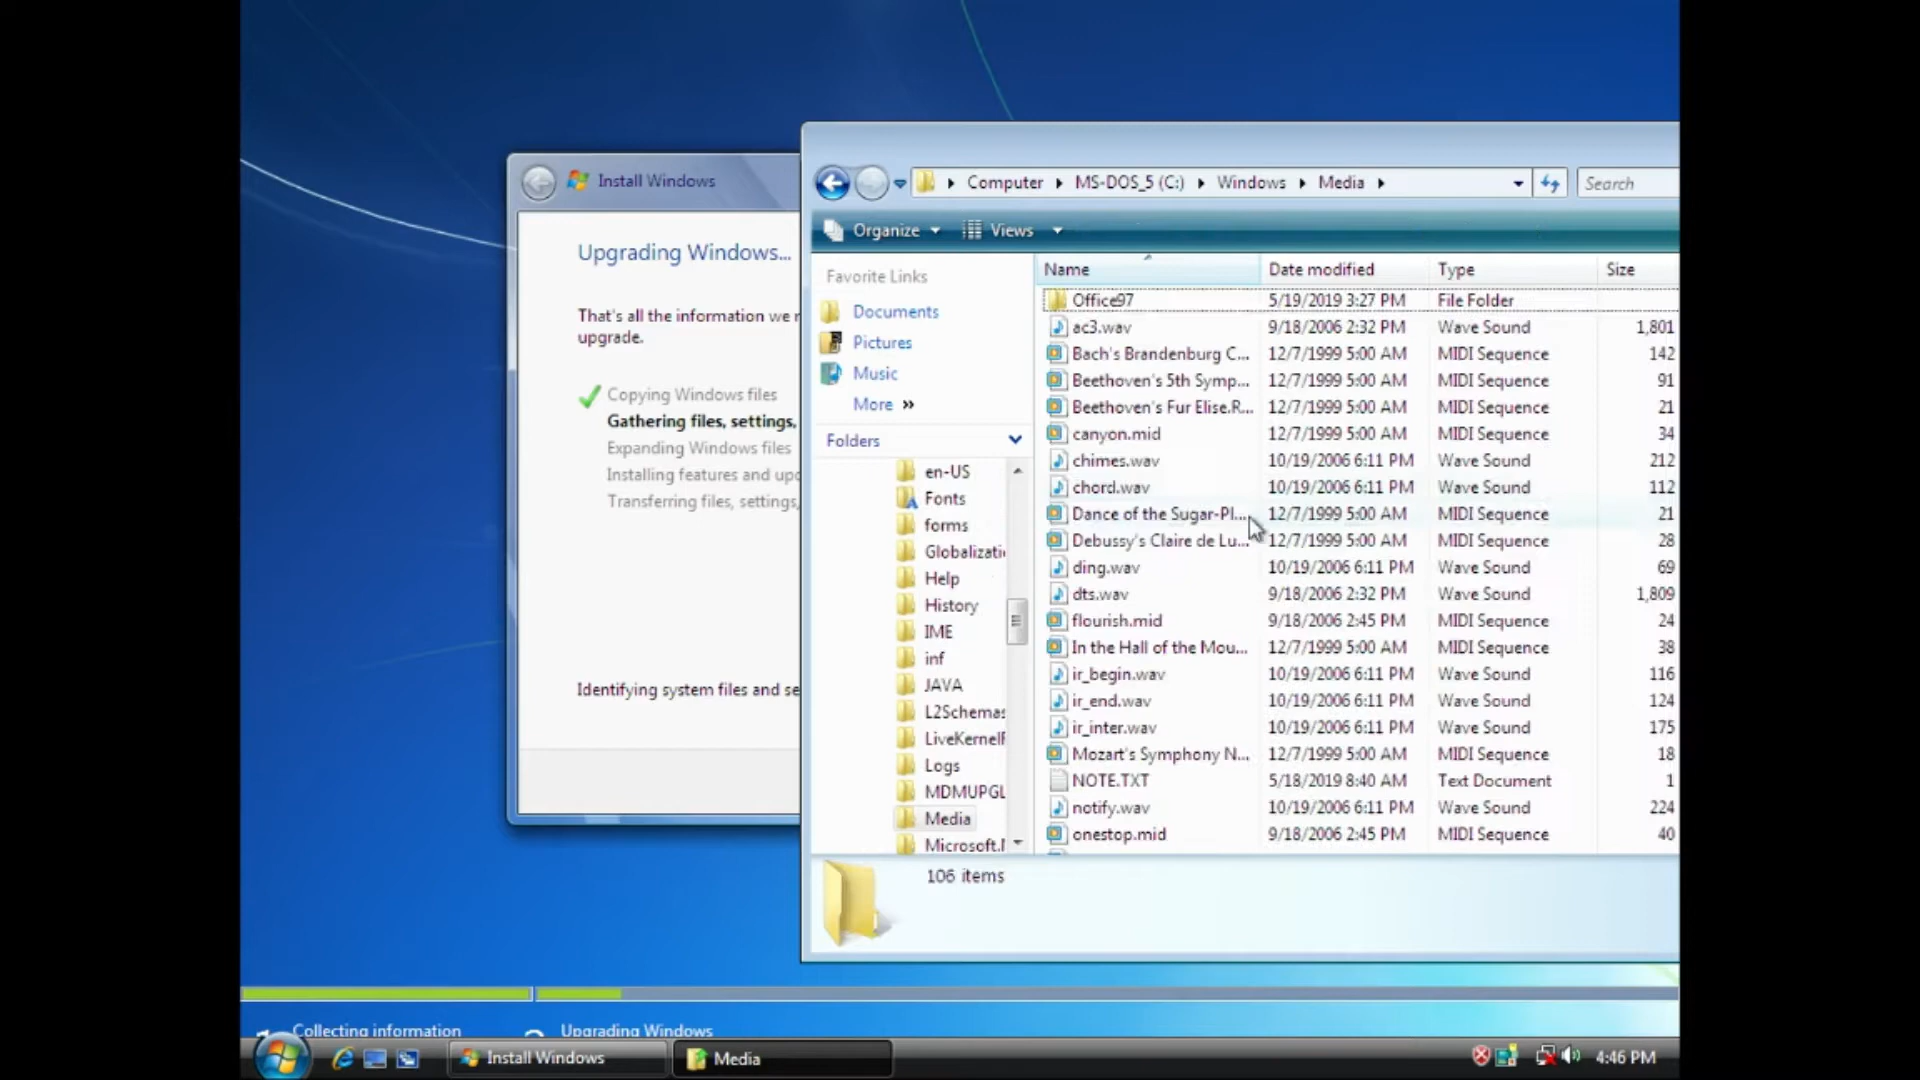 Install Windows
Upgrading Windows...
That's all the information we
upgrade.
Copying Windows files
Gathering files, settings,
Expanding Windows files
Installing features and
Transferring files, settings,
Identifying system files and
Computer MS-DOS_5 (C:) Windows Media
Search
Organize Views
Favorite Links
Documents
Pictures
Music
More »
Folders
en-US
Fonts
forms
Globalizati
Help
History
IME
inf
JAVA
L2Schemas
LiveKernelR
Logs
MDMUPGL
Media
Microsoft.
Name Date modified Type Size
Office97 5/19/2019 3:27 PM File Folder
ac3.wav 9/18/2006 2:32 PM Wave Sound 1,801
Bach's Brandenburg C... 12/7/1999 5:00 AM MIDI Sequence 142
Beethoven's 5th Symp... 12/7/1999 5:00 AM MIDI Sequence 91
Beethoven's Fur Elise.R... 12/7/1999 5:00 AM MIDI Sequence 21
canyon.mid 12/7/1999 5:00 AM MIDI Sequence 34
chimes.wav 10/19/2006 6:11 PM Wave Sound 212
chord.wav 10/19/2006 6:11 PM Wave Sound 112
Dance of the Sugar-Pl... 12/7/1999 5:00 AM MIDI Sequence 21
Debussy's Claire de Lu... 12/7/1999 5:00 AM MIDI Sequence 28
ding.wav 10/19/2006 6:11 PM Wave Sound 69
dts.wav 9/18/2006 2:32 PM Wave Sound 1,809
flourish.mid 9/18/2006 2:45 PM MIDI Sequence 24
In the Hall of the Mou... 12/7/1999 5:00 AM MIDI Sequence 38
ir_begin.wav 10/19/2006 6:11 PM Wave Sound 116
ir_end.wav 10/19/2006 6:11 PM Wave Sound 124
ir_inter.wav 10/19/2006 6:11 PM Wave Sound 175
Mozart's Symphony N... 12/7/1999 5:00 AM MIDI Sequence 18
NOTE.TXT 5/18/2019 8:40 AM Text Document 1
notify.wav 10/19/2006 6:11 PM Wave Sound 224
onestop.mid 9/18/2006 2:45 PM MIDI Sequence 40
106 items
Collecting information
Upgrading Windows
Install Windows
Media
4:46 PM